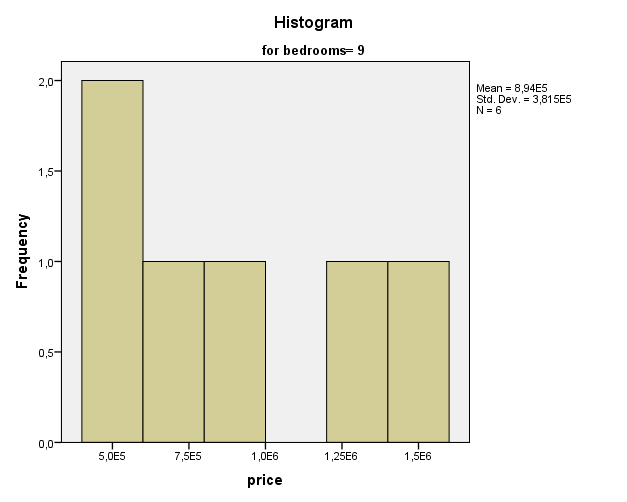 Histogram
for bedrooms= 9
Mean = 8,94E5
Std. Dev. = 3,815E5
N = 6
Frequency
2,0
1,5
1,0
0,5
0,0
5,0E5 7,5E5 1,0E6 1,25E6 1,5E6
price